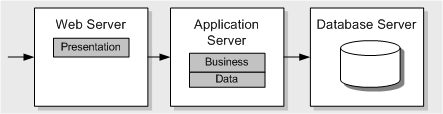 Web Server
Presentation
Application
Server
Business
Data
Database Server